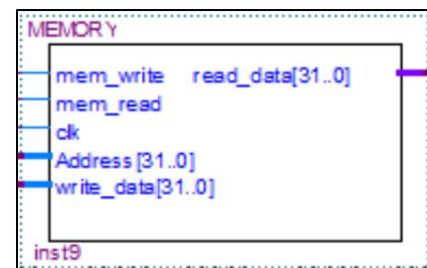 MEMORY
mem_write read_data[31..0]
mem_read
clk
Address[31..0]
write_data[31..0]
inst9